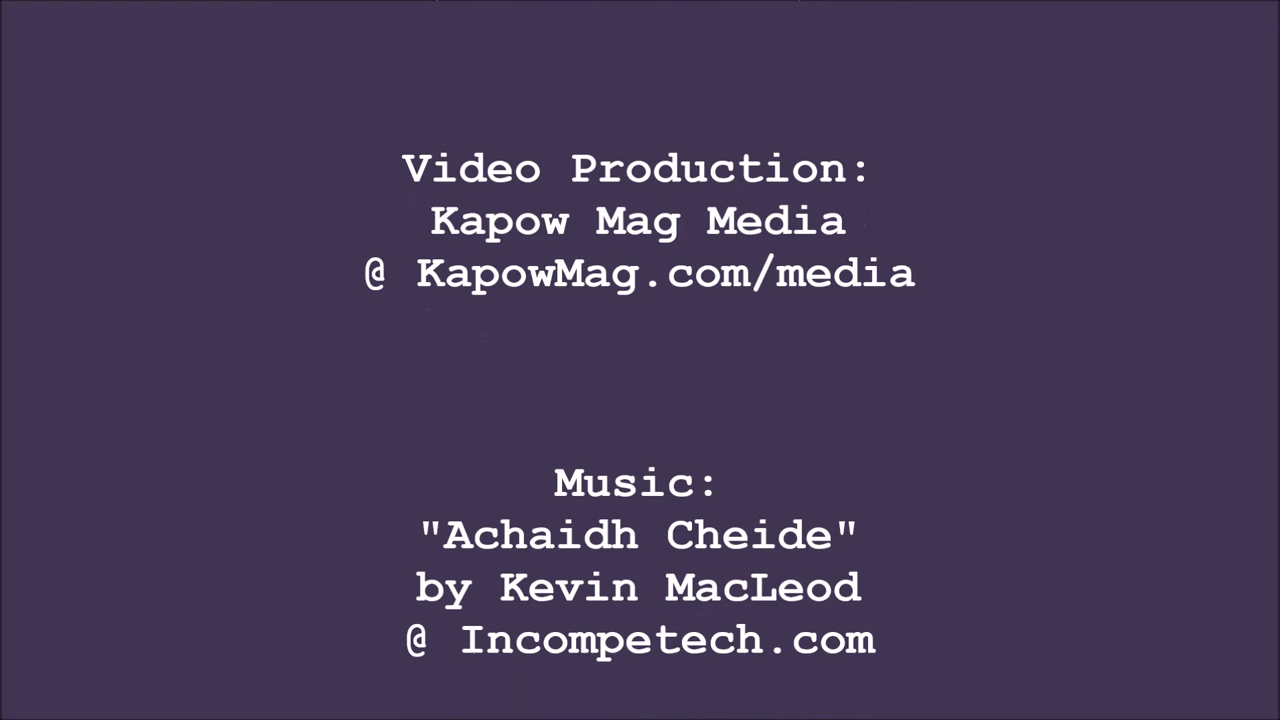 Video Production:
Kapow Mag Media
@ KapowMag.com/media
Music:
"Achaidh Cheide"
by Kevin MacLeod
@ Incompetech.com